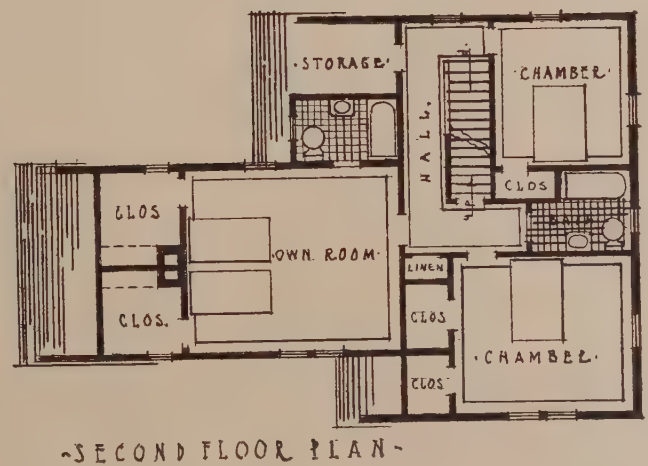 ·STORAGE·
·CHAMBER·
HALL.
CLOS
CLOS
BATH
·OWN. ROOM·
LINEN
CLOS.
CLOS
·CHAMBER·
CLOS
~SECOND FLOOR PLAN~